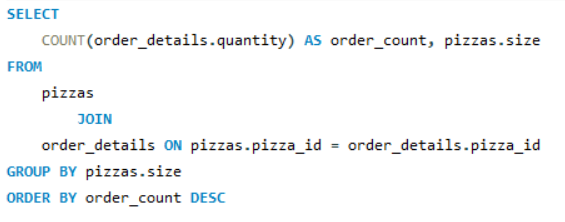 SELECT
COUNT(order_details.quantity) AS order_count, pizzas.size
FROM
pizzas
JOIN
order_details ON pizzas.pizza_id = order_details.pizza_id
GROUP BY pizzas.size
ORDER BY order_count DESC